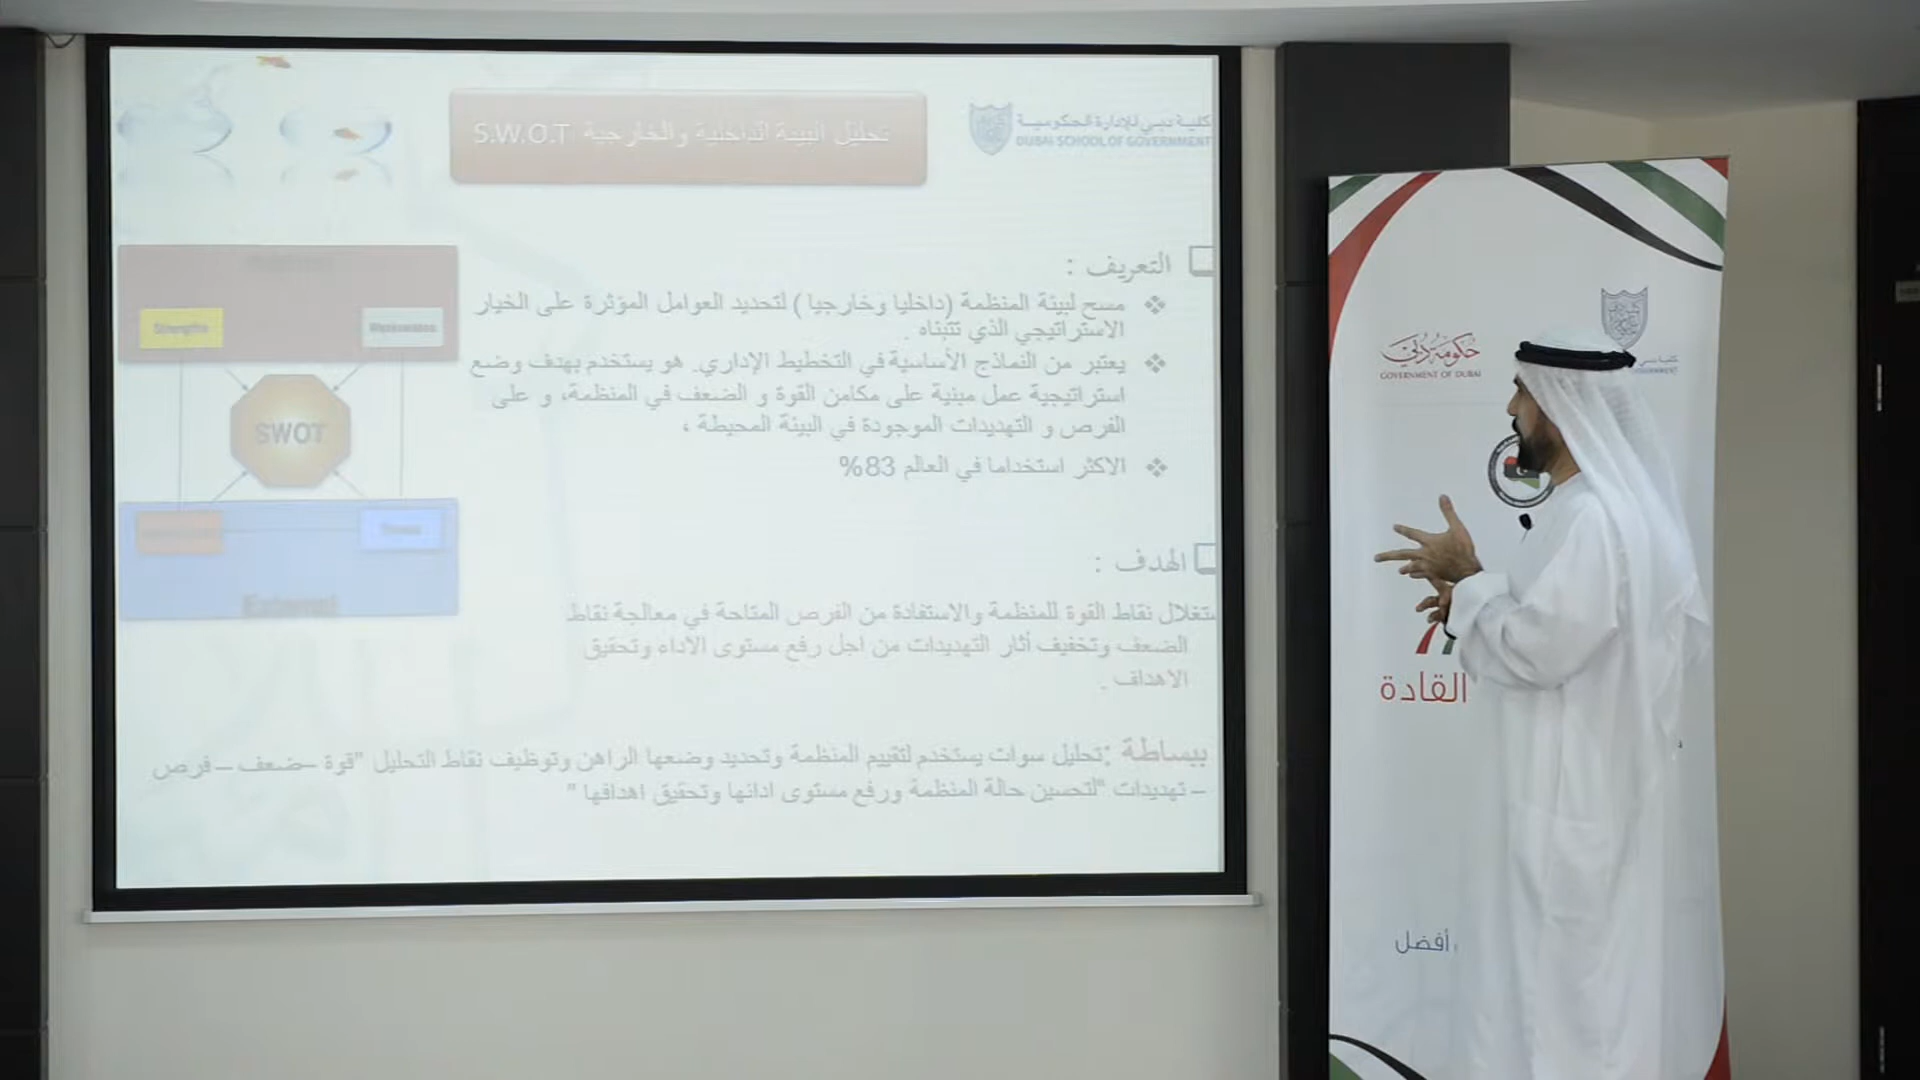 تحليل البيئة الداخلية والخارجية S.W.O.T
كلية دبي للإدارة الحكومية
DUBAI SCHOOL OF GOVERNMENT
التعريف :
مسح لبيئة المنظمة (داخليا وخارجيا ) لتحديد العوامل المؤثرة على الخيار
الاستراتيجي الذي تتبناه .
يعتبر من النماذج الأساسية في التخطيط الإداري. هو يستخدم بهدف وضع
استراتيجية عمل مبنية على مكامن القوة و الضعف في المنظمة، و على
الفرص و التهديدات الموجودة في البيئة المحيطة ،
الاكثر استخداما في العالم 83%
Strengths
Weaknesses
SWOT
External
الهدف :
ستغلال نقاط القوة للمنظمة والاستفادة من الفرص المتاحة في معالجة نقاط
الضعف وتخفيف أثار التهديدات من اجل رفع مستوى الاداء وتحقيق
الاهداف .
ببساطة :تحليل سوات يستخدم لتقييم المنظمة وتحديد وضعها الراهن وتوظيف نقاط التحليل "قوة –ضعف – فرص
– تهديدات "لتحسين حالة المنظمة ورفع مستوى ادائها وتحقيق اهدافها "
حكومة دبي
GOVERNMENT OF DUBAI
القادة
أفضل